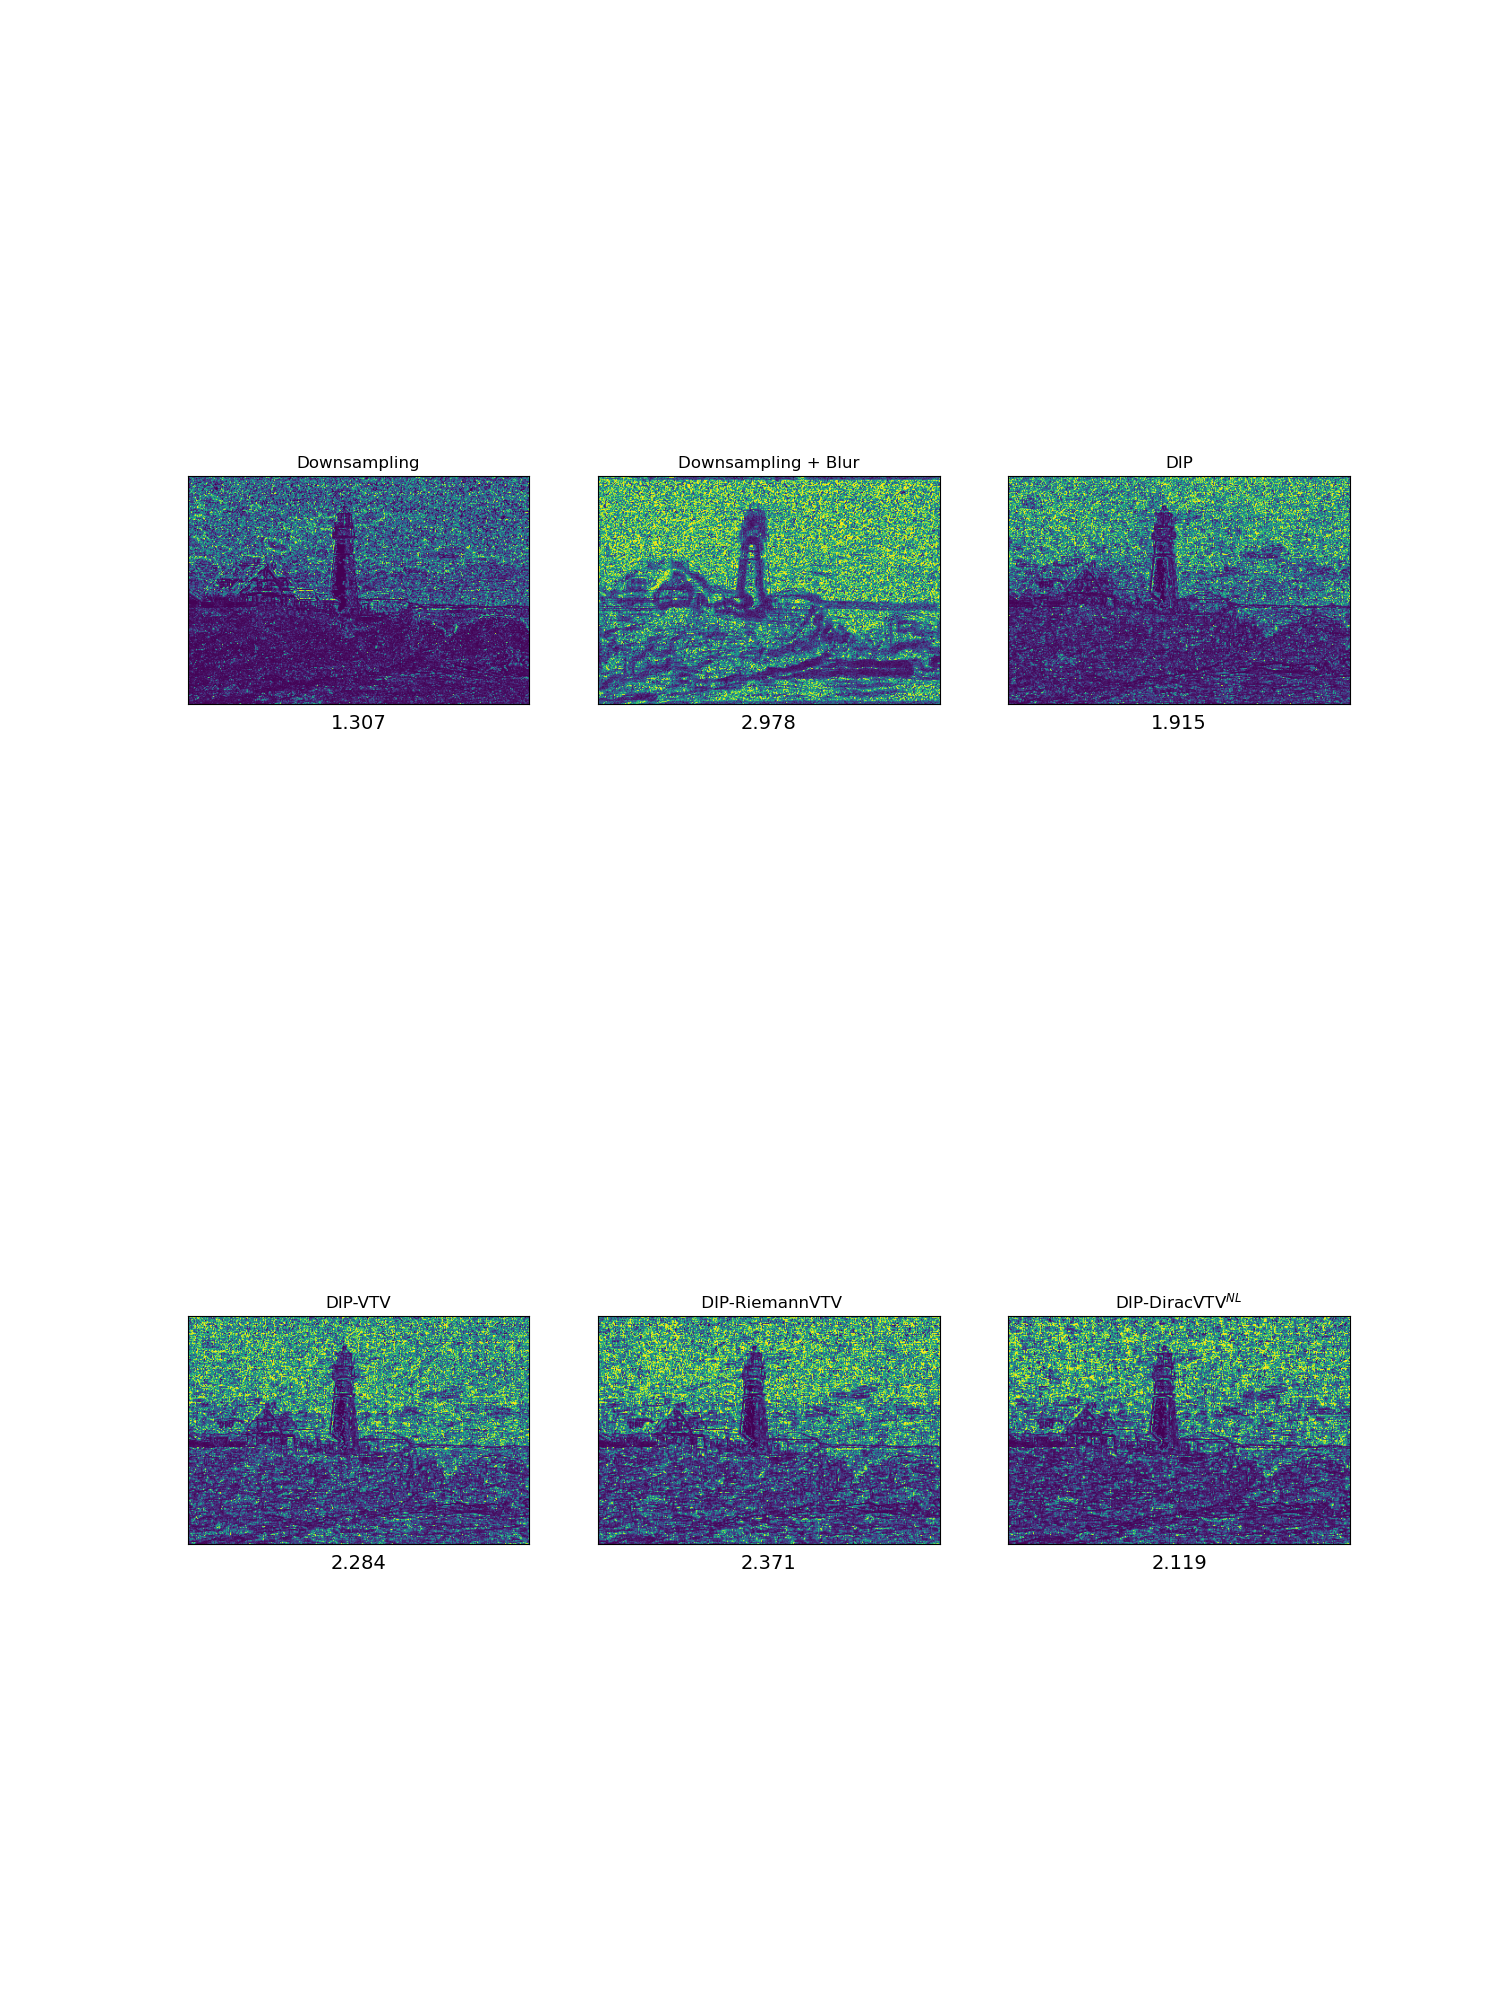 Downsampling
Downsampling + Blur
DIP
1.307
2.978
1.915
DIP-VTV
DIP-RiemannVTV
DIP-DiracVTV^{NL}
2.284
2.371
2.119